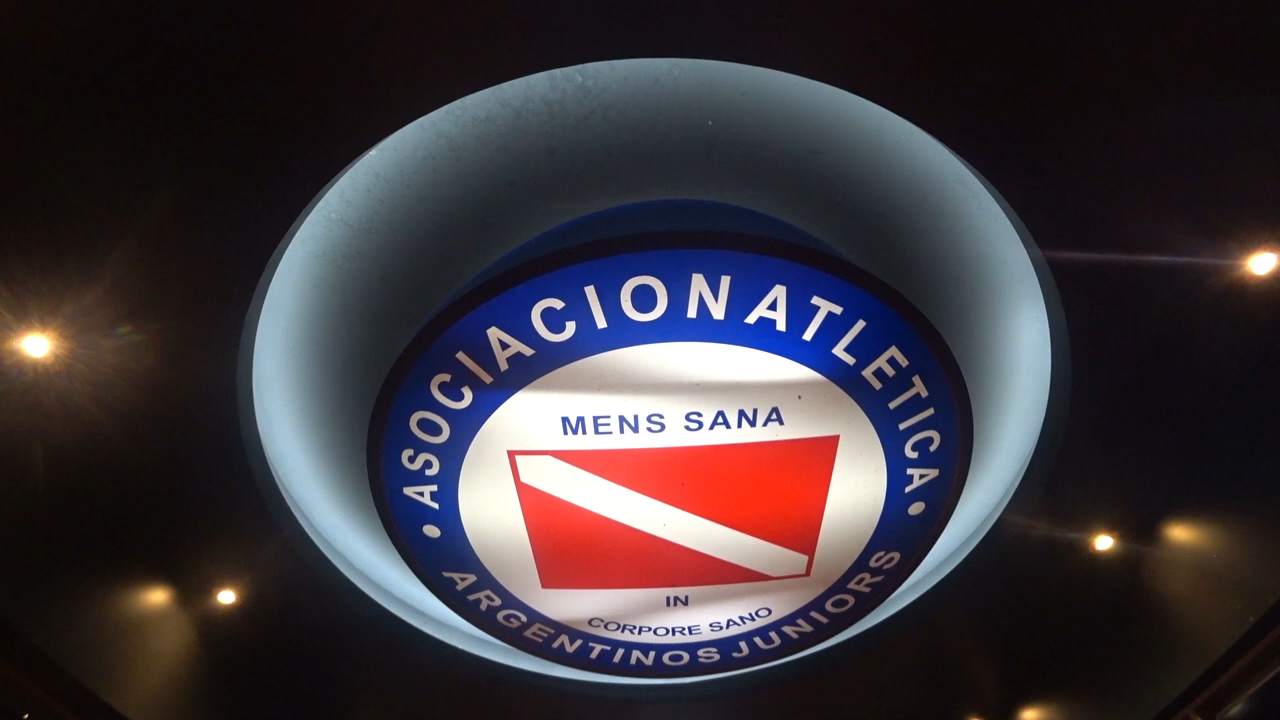 ASOCIACION ATLETICA
MENS SANA
IN
CORPORE SANO
ARGENTINOS JUNIORS